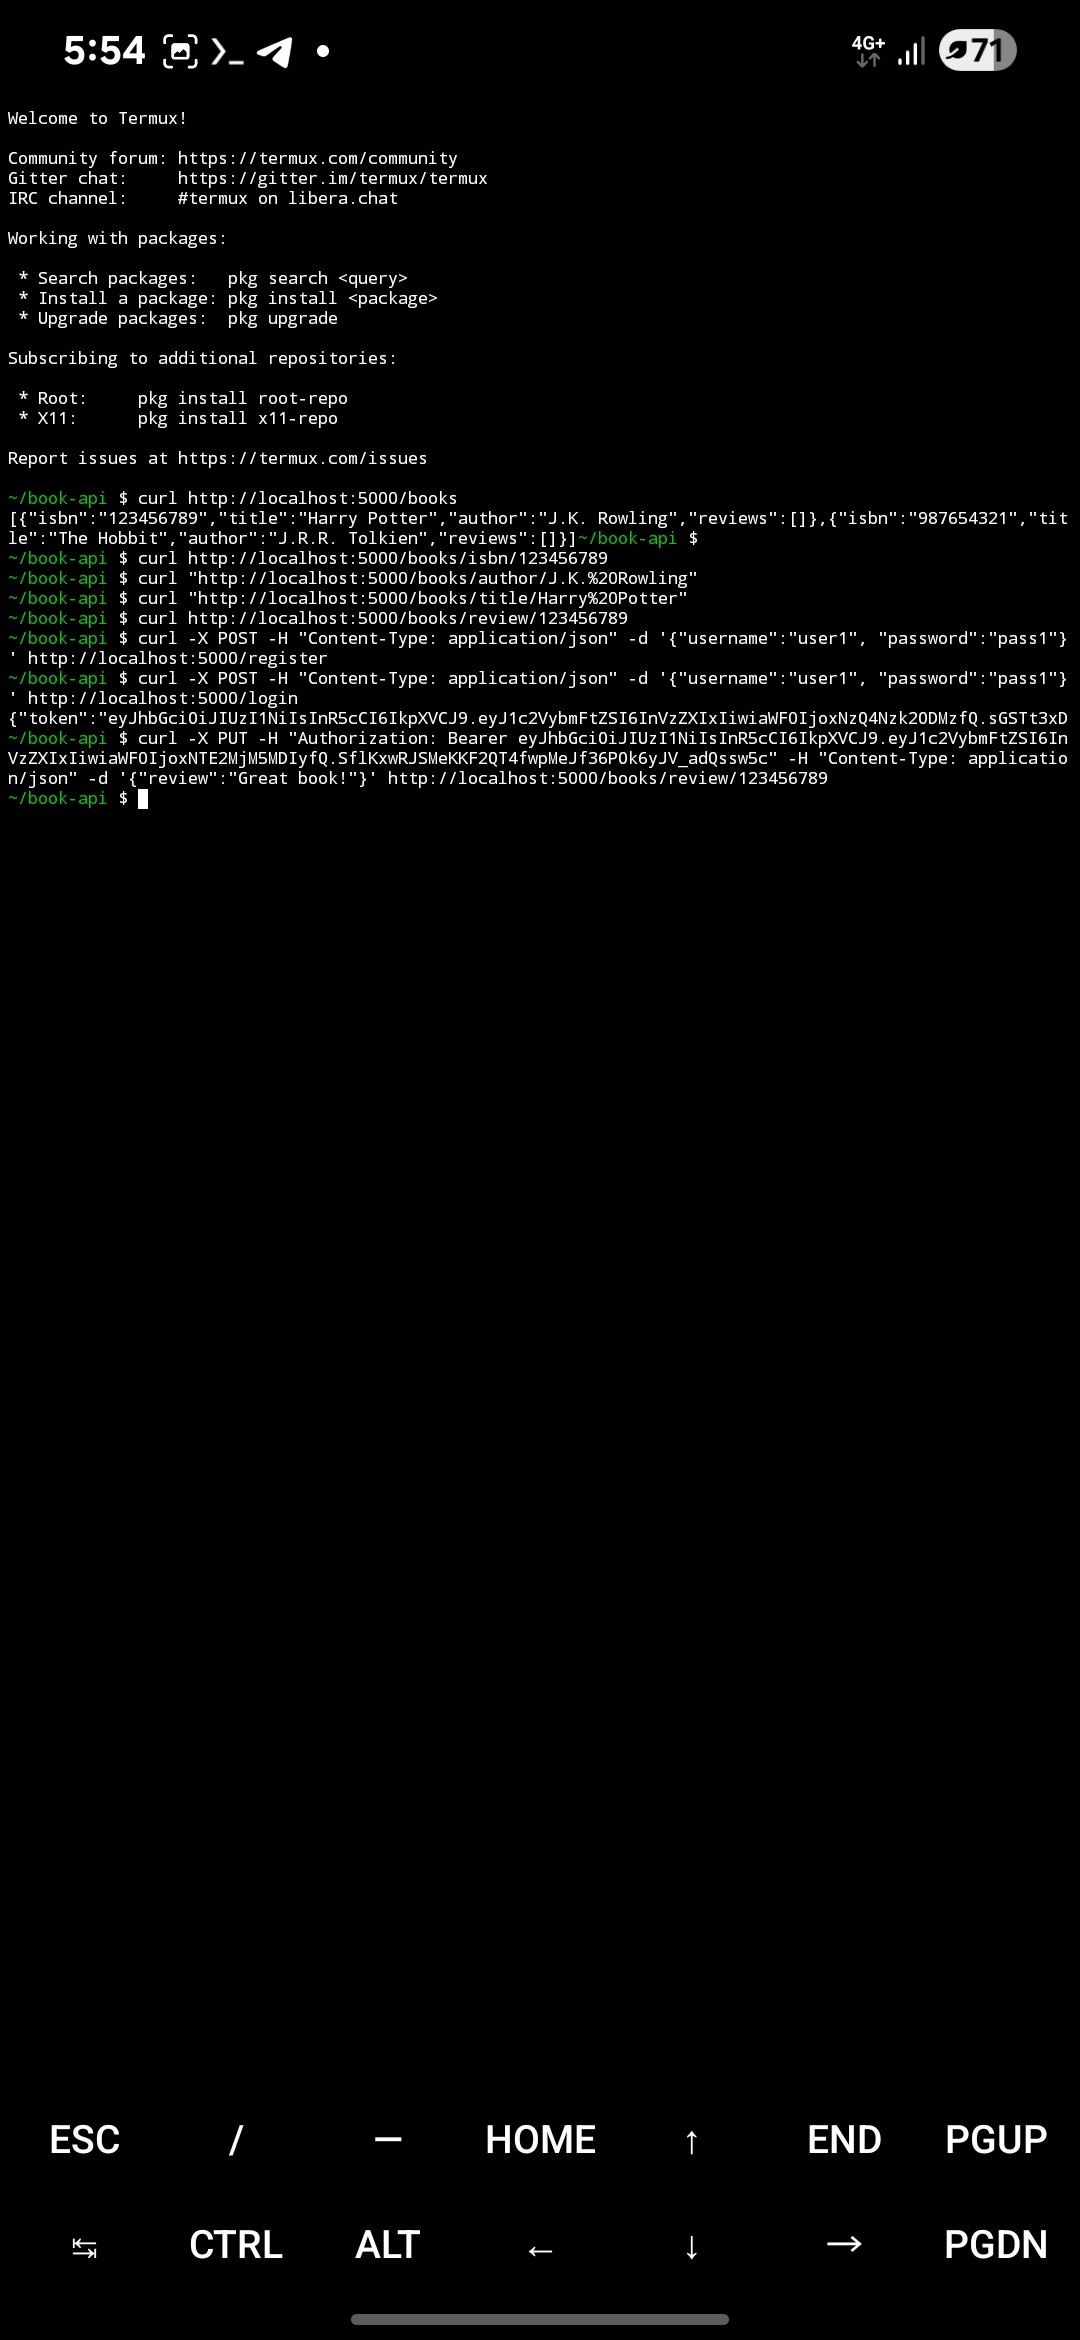 5:54
4G+
71
Welcome to Termux!
Community forum: https://termux.com/community
Gitter chat:     https://gitter.im/termux/termux
IRC channel:     #termux on libera.chat
Working with packages:
 * Search packages:   pkg search <query>
 * Install a package: pkg install <package>
 * Upgrade packages:  pkg upgrade
Subscribing to additional repositories:
 * Root:     pkg install root-repo
 * X11:      pkg install x11-repo
Report issues at https://termux.com/issues
~/book-api $ curl http://localhost:5000/books
[{"isbn":"123456789","title":"Harry Potter","author":"J.K. Rowling","reviews":[]},{"isbn":"987654321","tit
le":"The Hobbit","author":"J.R.R. Tolkien","reviews":[]}]~/book-api $
~/book-api $ curl http://localhost:5000/books/isbn/123456789
~/book-api $ curl "http://localhost:5000/books/author/J.K.%20Rowling"
~/book-api $ curl "http://localhost:5000/books/title/Harry%20Potter"
~/book-api $ curl http://localhost:5000/books/review/123456789
~/book-api $ curl -X POST -H "Content-Type: application/json" -d '{"username":"user1", "password":"pass1"}
' http://localhost:5000/register
~/book-api $ curl -X POST -H "Content-Type: application/json" -d '{"username":"user1", "password":"pass1"}
' http://localhost:5000/login
{"token":"eyJhbGciOiJIUzI1NiIsInR5cCI6IkpXVCJ9.eyJ1c2VybmFtZSI6InVzZXIxIiwiaWF0IjoxNzQ4Nzk2ODMzfQ.sGSTt3xD
~/book-api $ curl -X PUT -H "Authorization: Bearer eyJhbGciOiJIUzI1NiIsInR5cCI6IkpXVCJ9.eyJ1c2VybmFtZSI6In
VzZXIxIiwiaWF0IjoxNTE2MjM5MDIyfQ.SflKxwRJSMeKKF2QT4fwpMeJf36POk6yJV_adQssw5c" -H "Content-Type: applicatio
n/json" -d '{"review":"Great book!"}' http://localhost:5000/books/review/123456789
~/book-api $
ESC / — HOME ↑ END PGUP
↹ CTRL ALT ← ↓ → PGDN